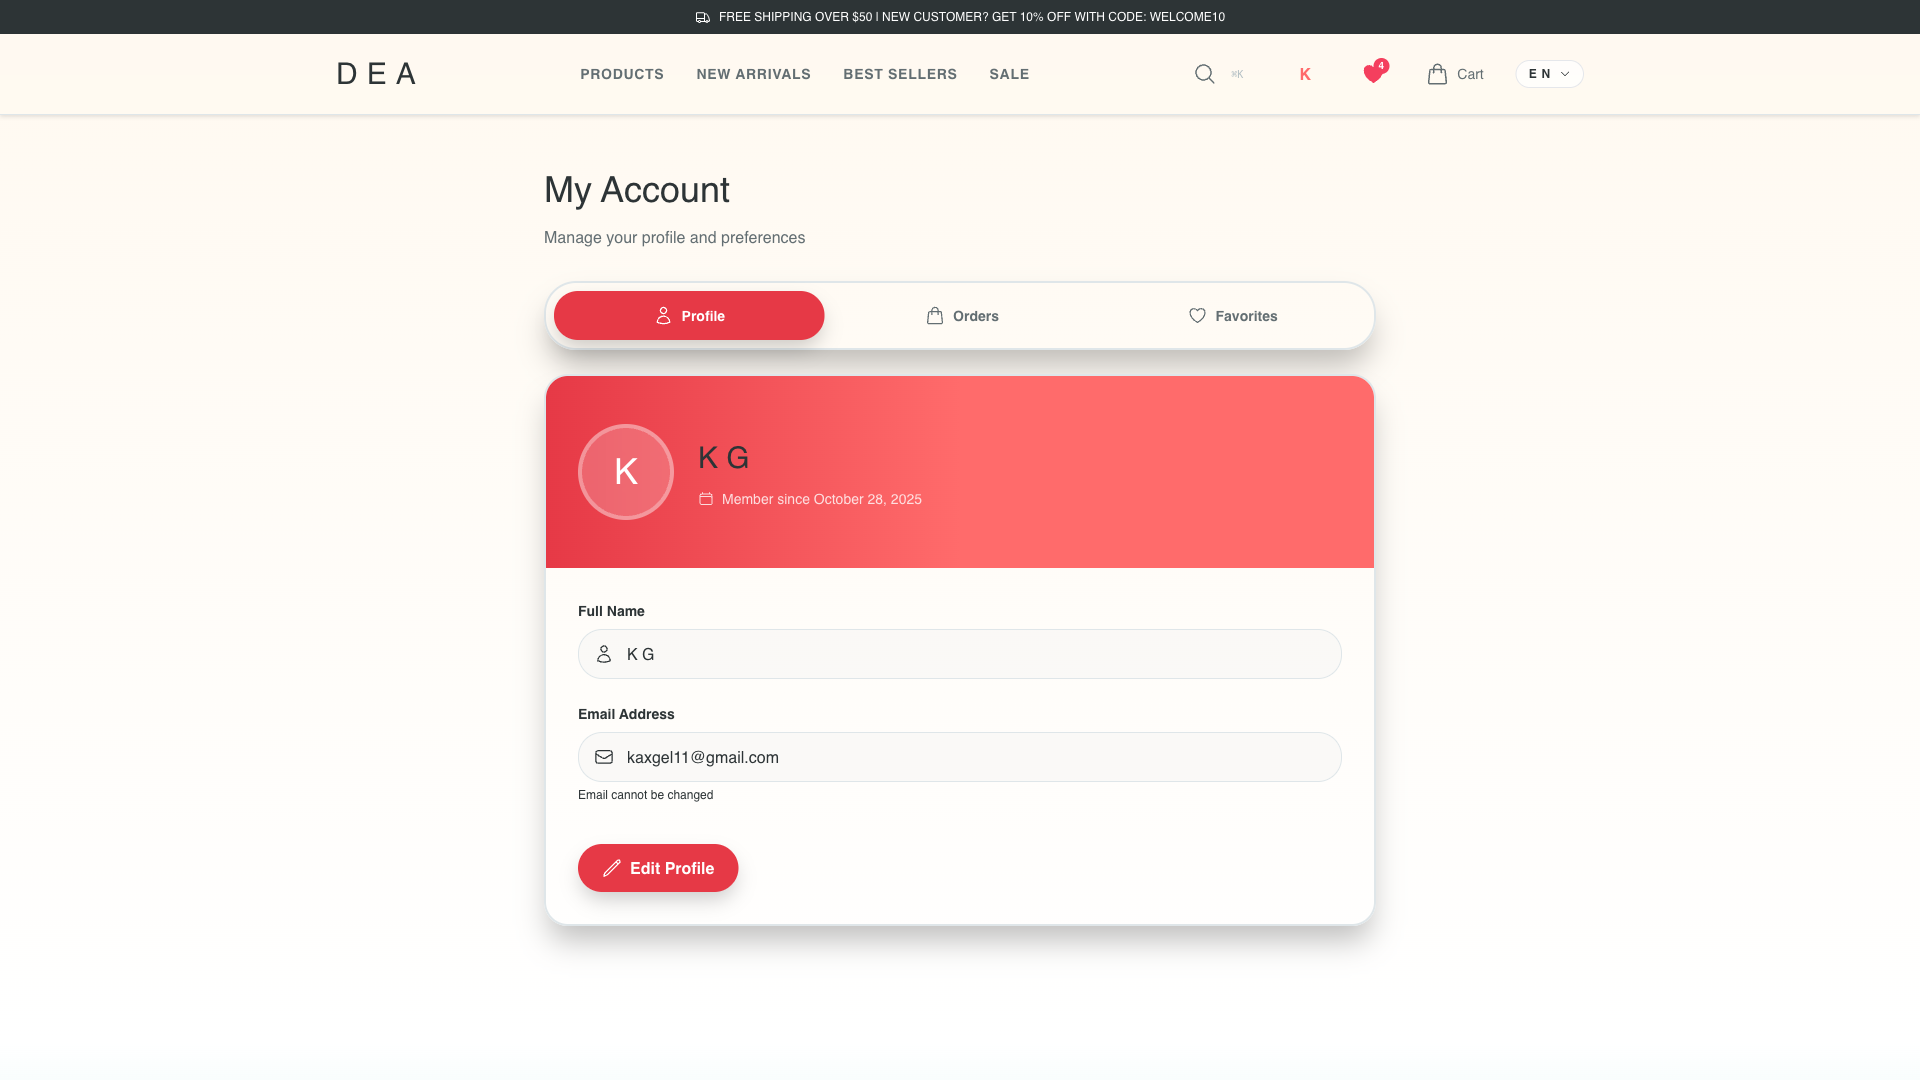 FREE SHIPPING OVER $50 | NEW CUSTOMER? GET 10% OFF WITH CODE: WELCOME10
DEA
PRODUCTS
NEW ARRIVALS
BEST SELLERS
SALE
⌘K
K
4
Cart
EN
My Account
Manage your profile and preferences
Profile
Orders
Favorites
K
K G
Member since October 28, 2025
Full Name
K G
Email Address
kaxgel11@gmail.com
Email cannot be changed
Edit Profile